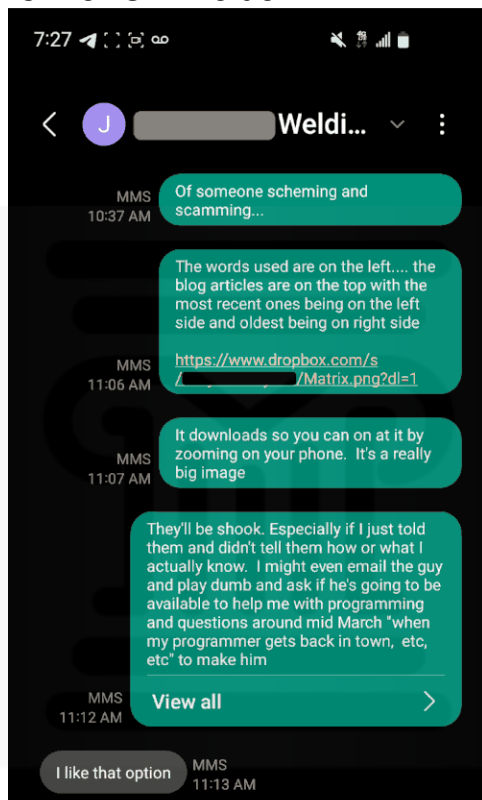 7:27
J Weldi...
MMS
10:37 AM
Of someone scheming and
scamming...
The words used are on the left.... the
blog articles are on the top with the
most recent ones being on the left
side and oldest being on right side
https://www.dropbox.com/s
/ /Matrix.png?dl=1
MMS
11:06 AM
It downloads so you can on at it by
zooming on your phone. It's a really
big image
MMS
11:07 AM
They'll be shook. Especially if I just told
them and didn't tell them how or what I
actually know. I might even email the guy
and play dumb and ask if he's going to be
available to help me with programming
and questions around mid March "when
my programmer gets back in town, etc,
etc" to make him
View all
MMS
11:12 AM
I like that option
MMS
11:13 AM